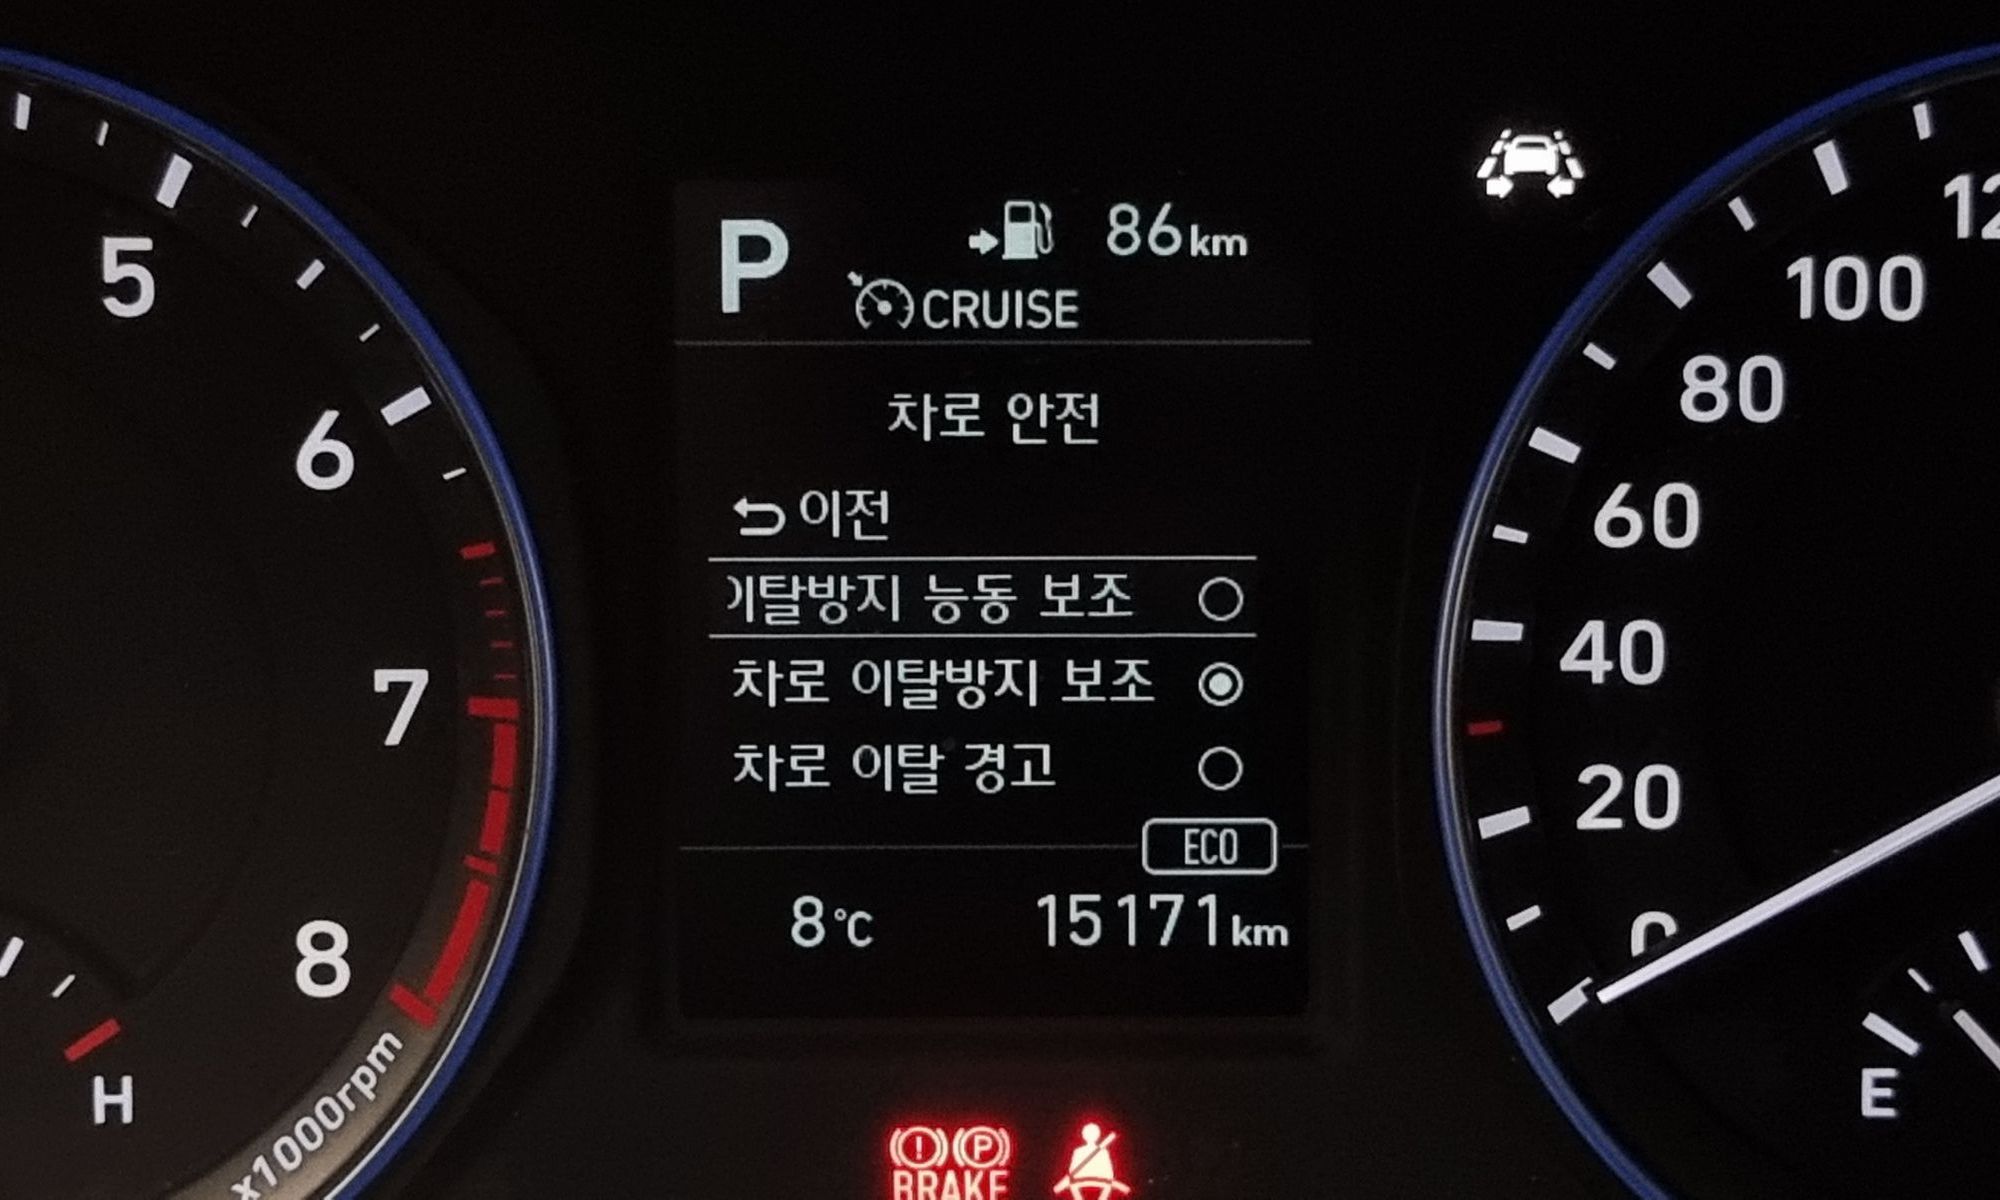 5
6
7
8
H
x1000rpm
P
86km
CRUISE
차로 안전
이전
이탈방지 능동 보조
차로 이탈방지 보조
차로 이탈 경고
ECO
8°C
15171km
P
BRAKE
100
80
60
40
20
0
E